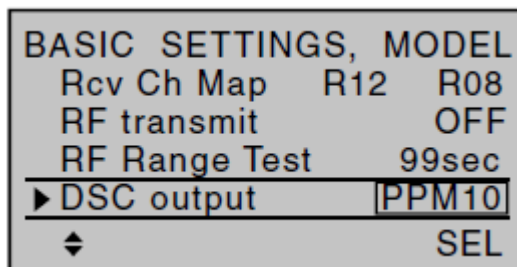 BASIC SETTINGS, MODEL
Rcv Ch Map R12 R08
RF transmit OFF
RF Range Test 99sec
DSC output PPM10
SEL